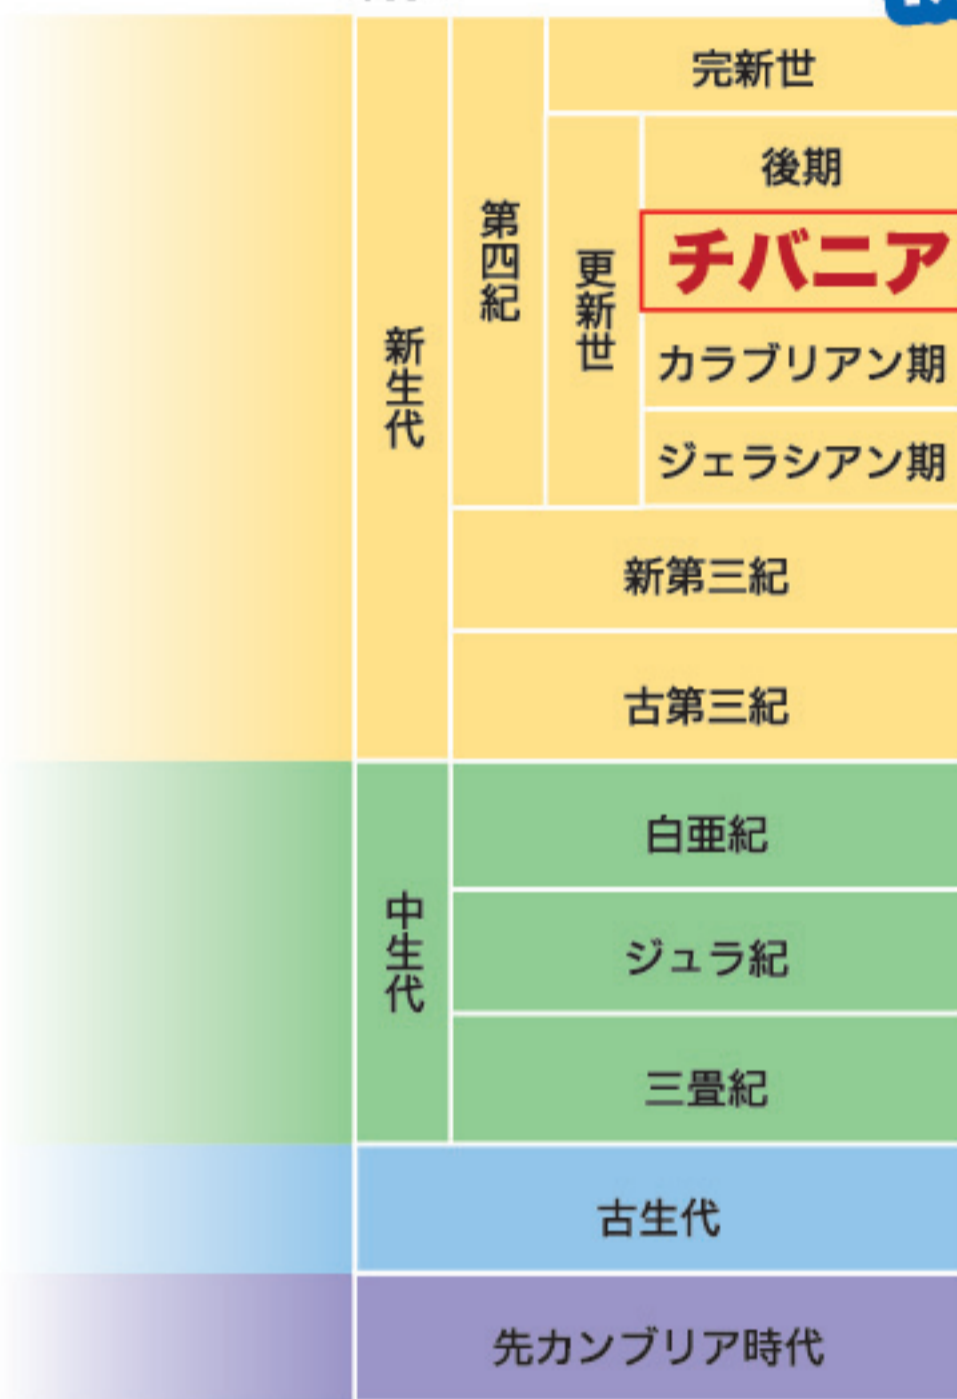 完新世
後期
チバニア
カラブリアン期
ジェラシアン期
更新世
第四紀
新第三紀
古第三紀
新生代
白亜紀
ジュラ紀
三畳紀
中生代
古生代
先カンブリア時代